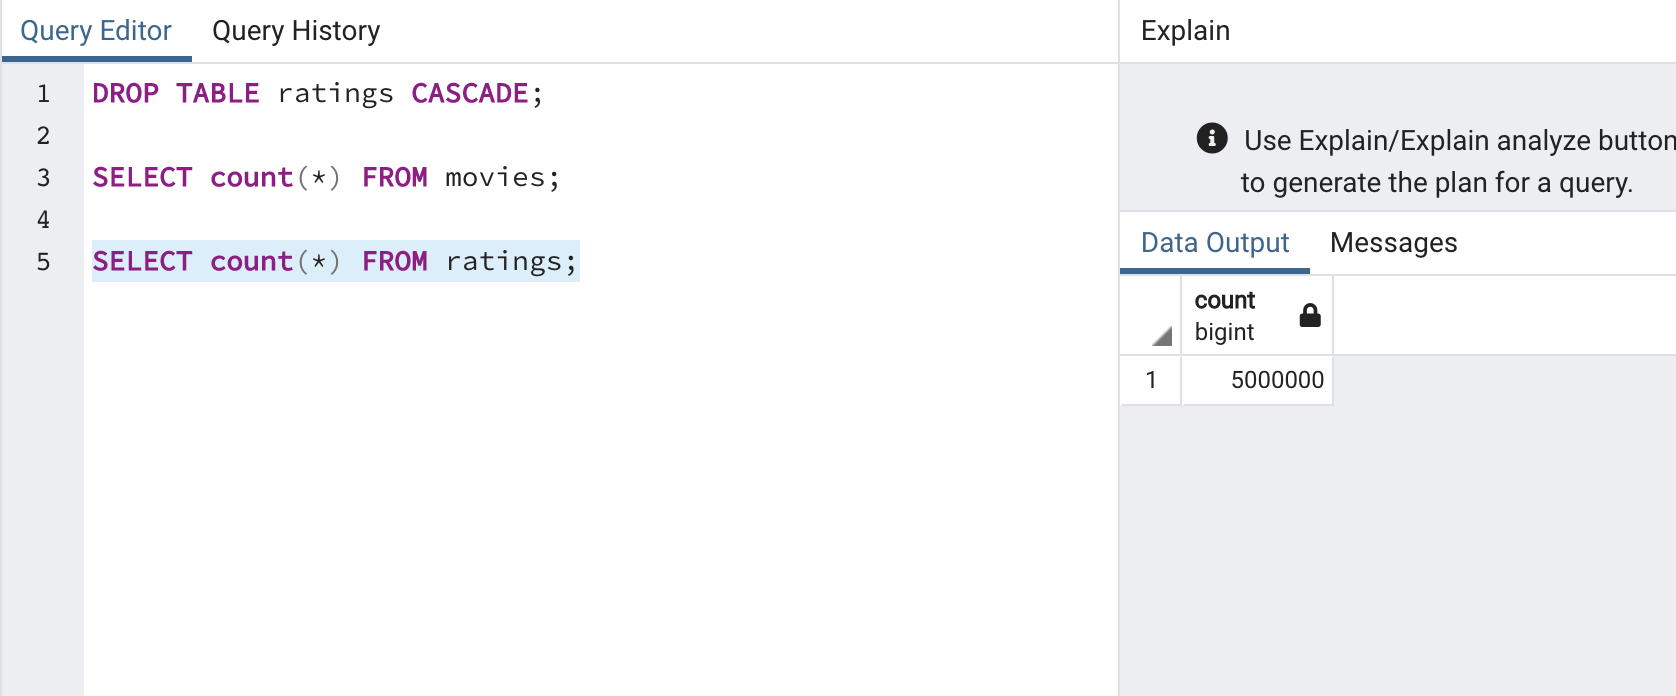 Query Editor Query History
1 DROP TABLE ratings CASCADE;
2
3 SELECT count(*) FROM movies;
4
5 SELECT count(*) FROM ratings;
Explain
Use Explain/Explain analyze button
to generate the plan for a query.
Data Output Messages
count
bigint
1 5000000